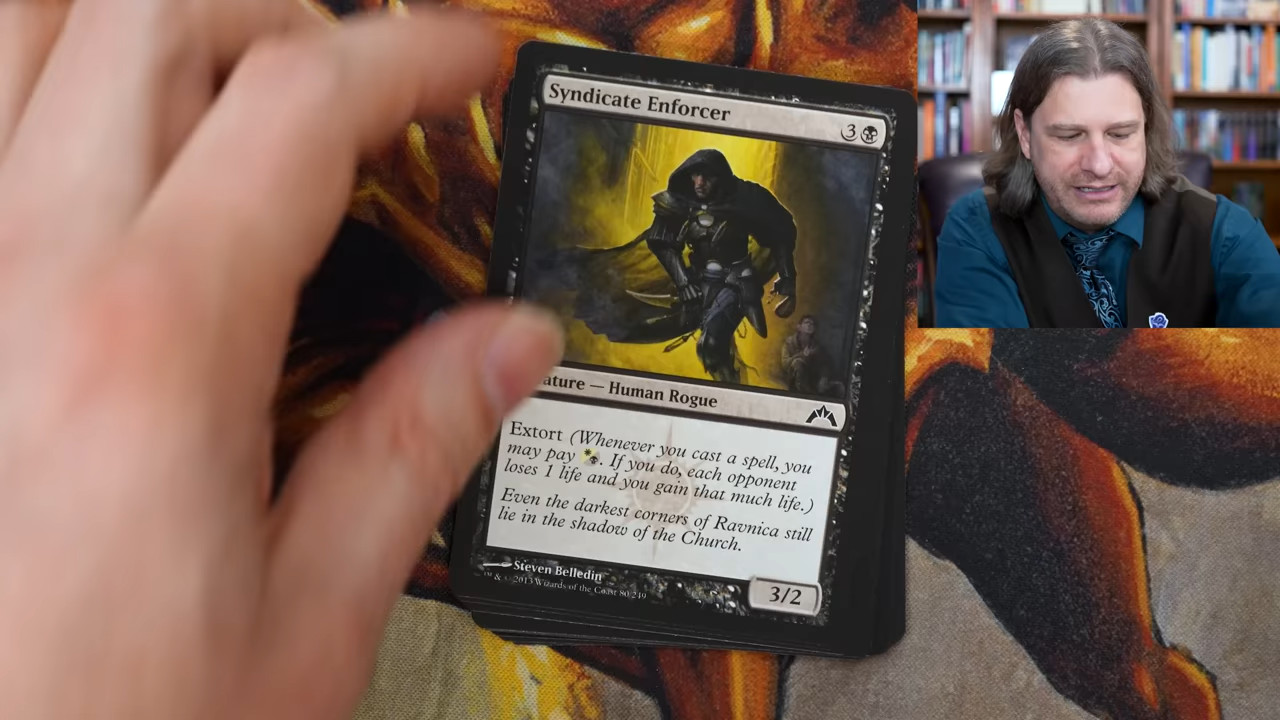 Syndicate Enforcer
3
ature — Human Rogue
Extort (Whenever you cast a spell, you
may pay . If you do, each opponent
loses 1 life and you gain that much life.)
Even the darkest corners of Ravnica still
lie in the shadow of the Church.
Steven Belledin
™ & © 2013 Wizards of the Coast 80/249
3/2